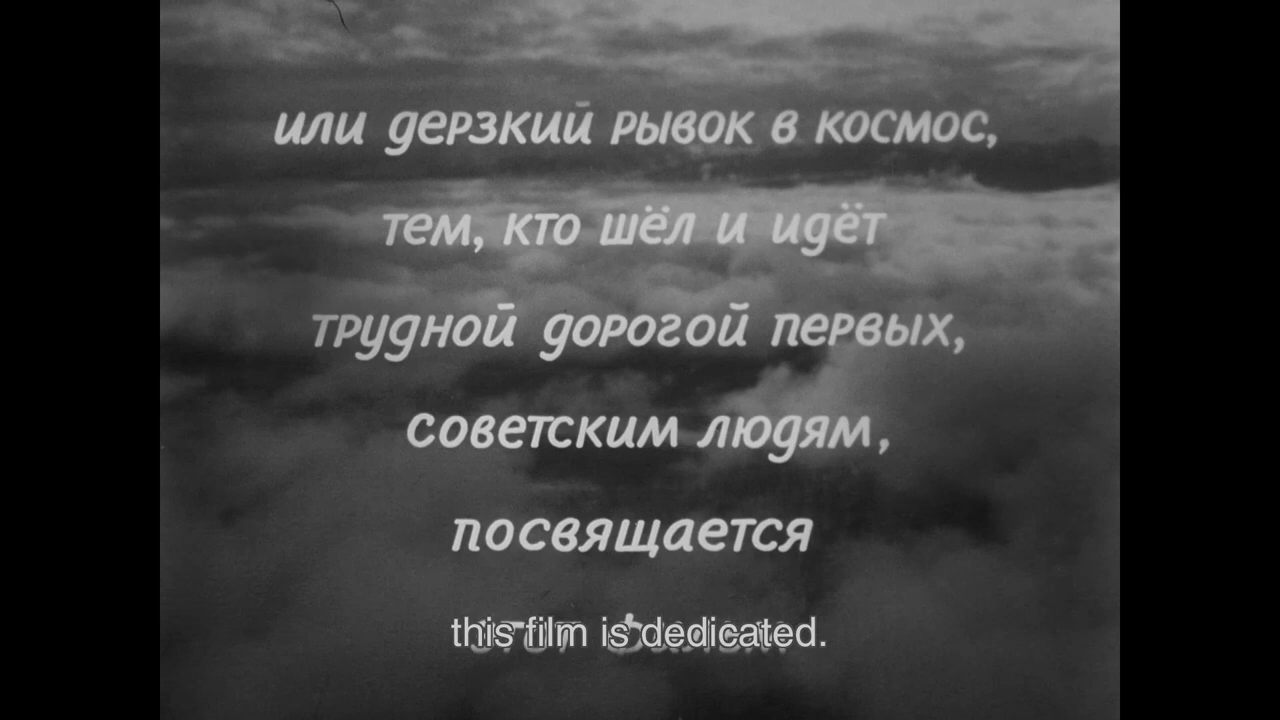 или дерзкий рывок в космос,
тем, кто шёл и идёт
трудной дорогой первых,
советским людям,
посвящается
this film is dedicated.